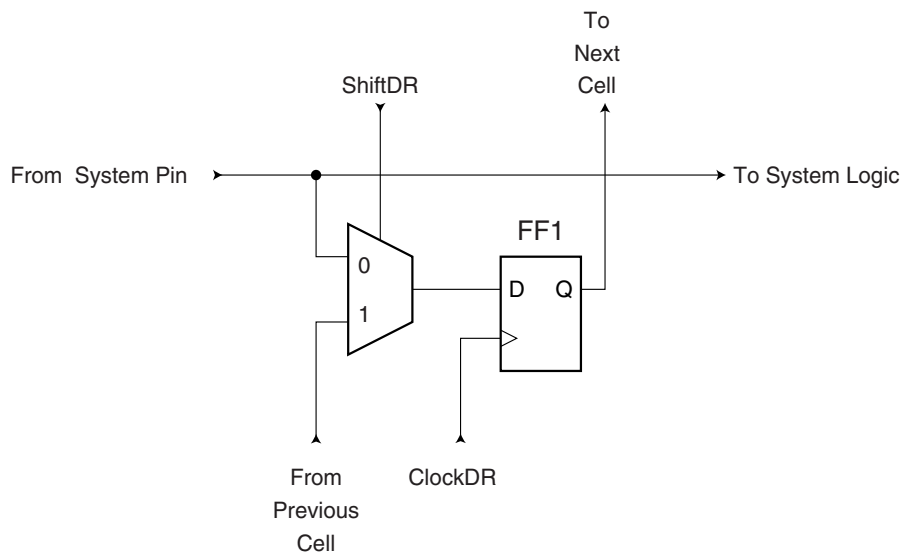 To
Next
Cell
ShiftDR
From System Pin
To System Logic
FF1
0
D Q
1
From
Previous
Cell
ClockDR